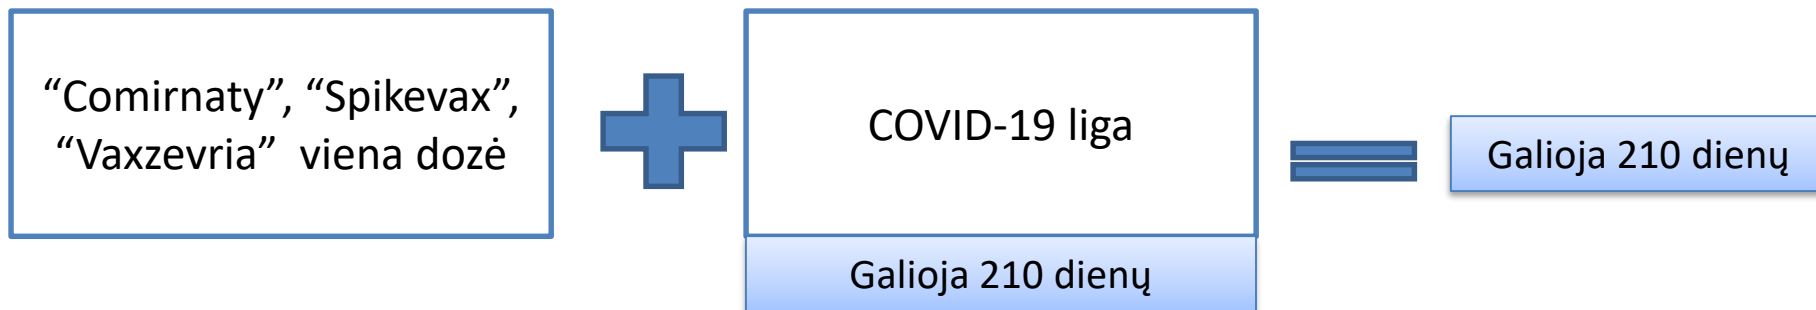 “Comirnaty”, “Spikevax”,
“Vaxzevria” viena dozė
COVID-19 liga
Galioja 210 dienų
Galioja 210 dienų